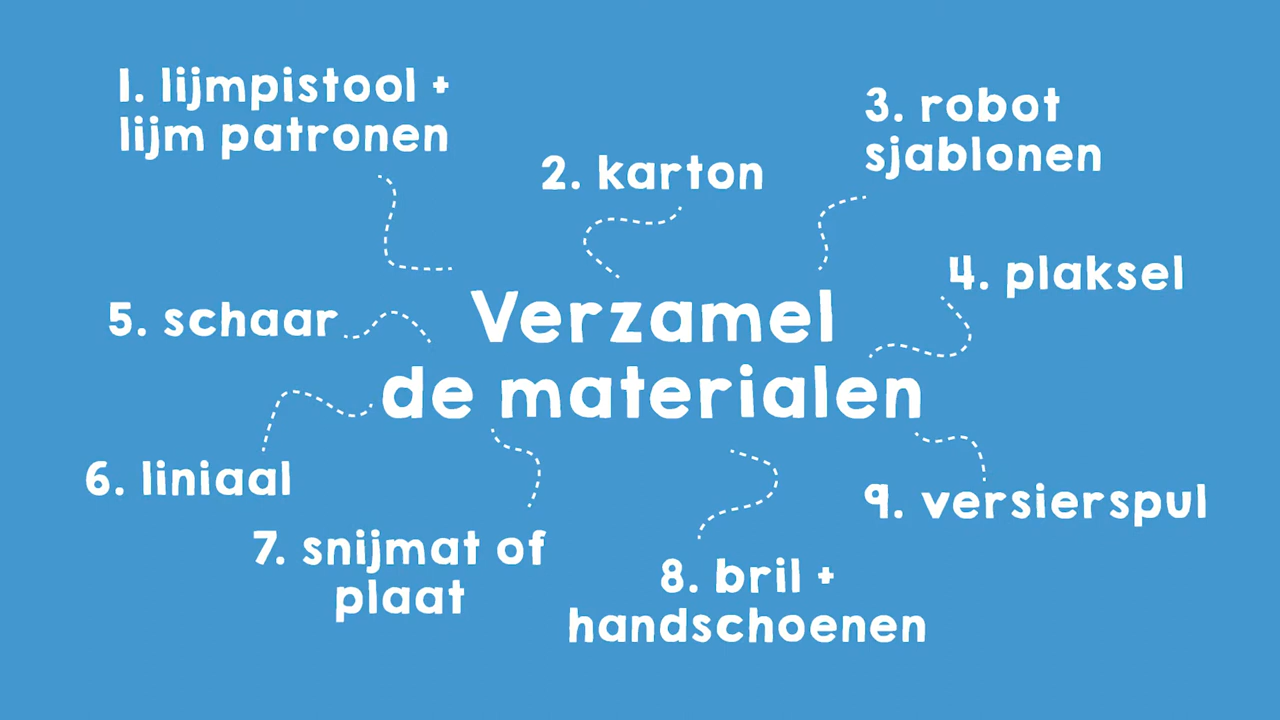 1. lijmpistool +
lijm patronen
2. karton
3. robot
sjablonen
4. plaksel
Verzamel
de materialen
5. schaar
6. liniaal
7. snijmat of
plaat
8. bril +
handschoenen
9. versierspul